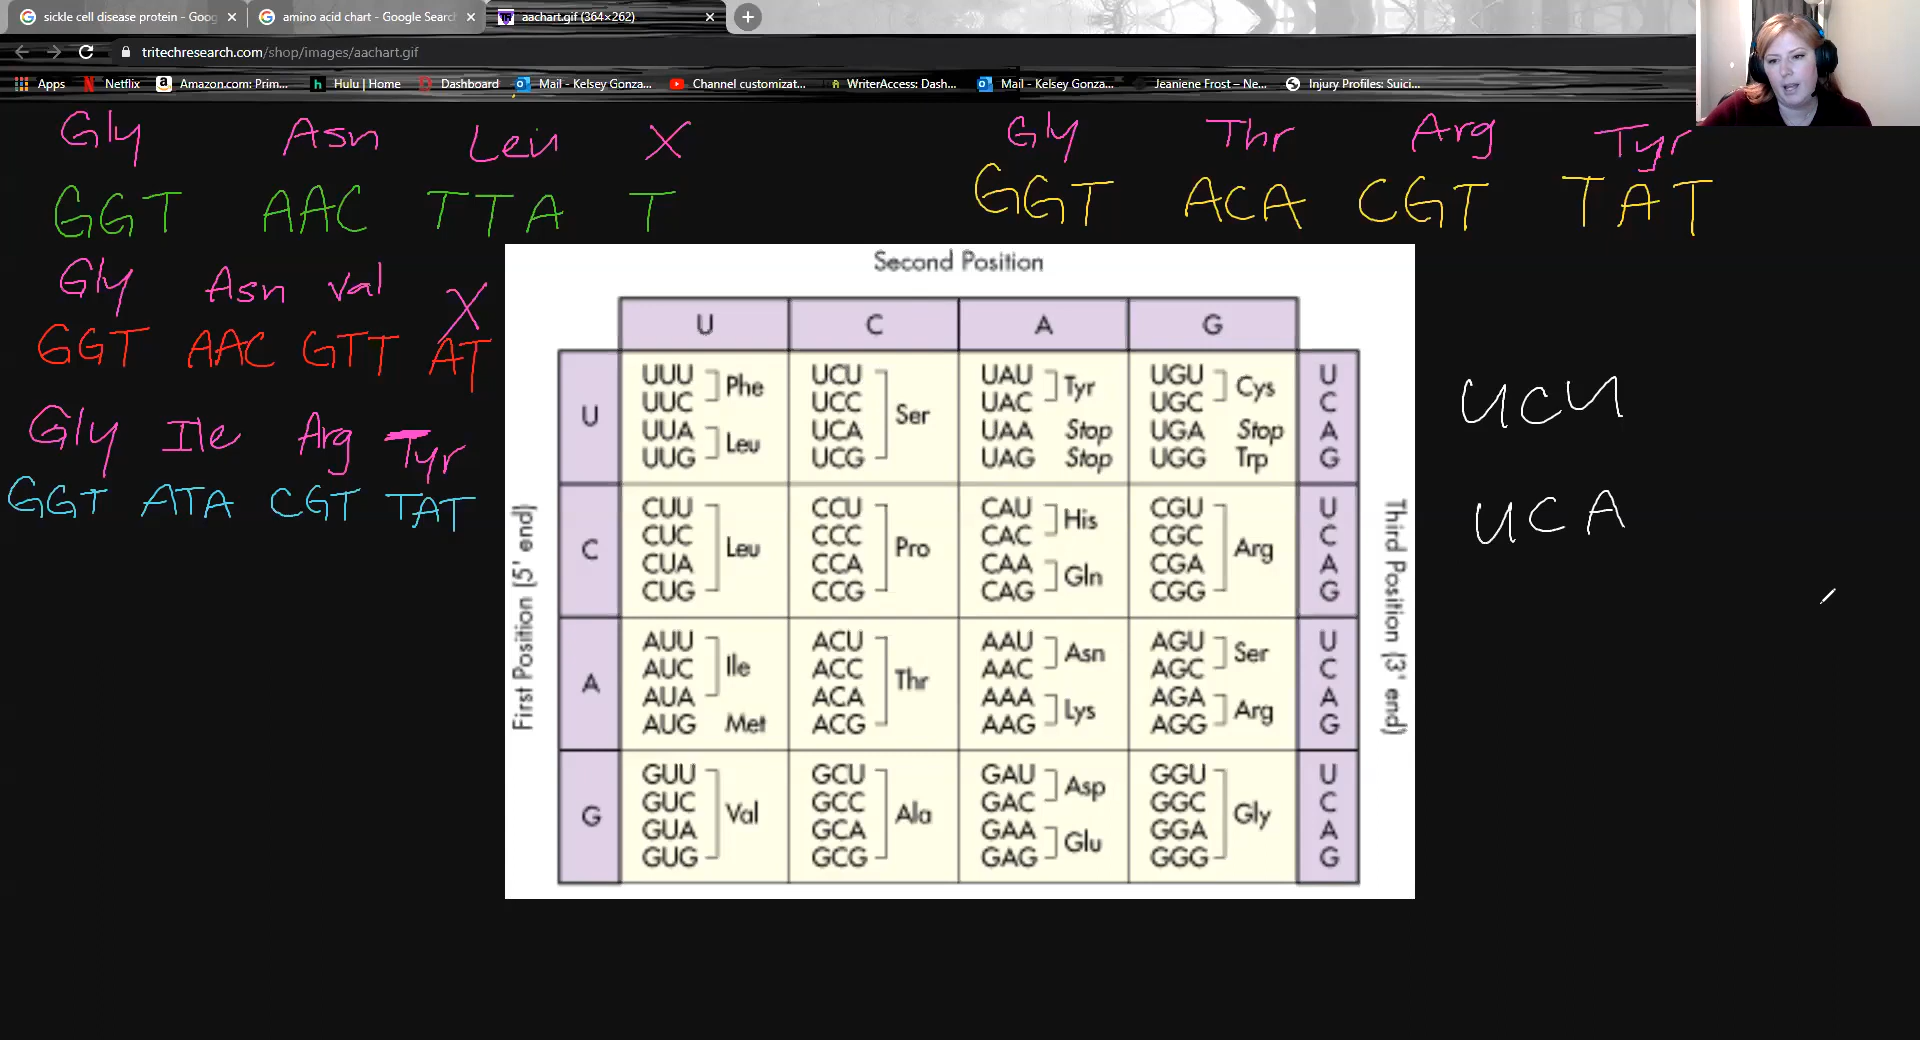 sickle cell disease protein - Goog
amino acid chart - Google Search
aachart.gif (364×262)
tritechresearch.com/shop/images/aachart.gif
Apps Netflix Amazon.com: Prim... Hulu | Home Dashboard Mail - Kelsey Gonza... Channel customizat... WriterAccess: Dash... Mail - Kelsey Gonza... Jeaniene Frost – Ne... Injury Profiles: Suici...
Gly Asn Leu X
GGT AAC TTA T
Gly Thr Arg Tyr
GGT ACA CGT TAT
Gly Asn Val X
GGT AAC GTT AT
Gly Ile Arg Tyr
GGT ATA CGT TAT
Second Position
U C A G
First Position (5' end)
U
UUU Phe UCU Ser UAU Tyr UGU Cys U
UUC UCC UAC UGC C
UUA Leu UCA UAA Stop UGA Stop A
UUG UCG UAG Stop UGG Trp G
C
CUU Leu CCU Pro CAU His CGU Arg U
CUC CCC CAC CGC C
CUA CCA CAA Gln CGA A
CUG CCG CAG CGG G
A
AUU Ile ACU Thr AAU Asn AGU Ser U
AUC ACC AAC AGC C
AUA ACA AAA Lys AGA Arg A
AUG Met ACG AAG AGG G
G
GUU Val GCU Ala GAU Asp GGU Gly U
GUC GCC GAC GGC C
GUA GCA GAA Glu GGA A
GUG GCG GAG GGG G
Third Position (3' end)
UCU
UCA